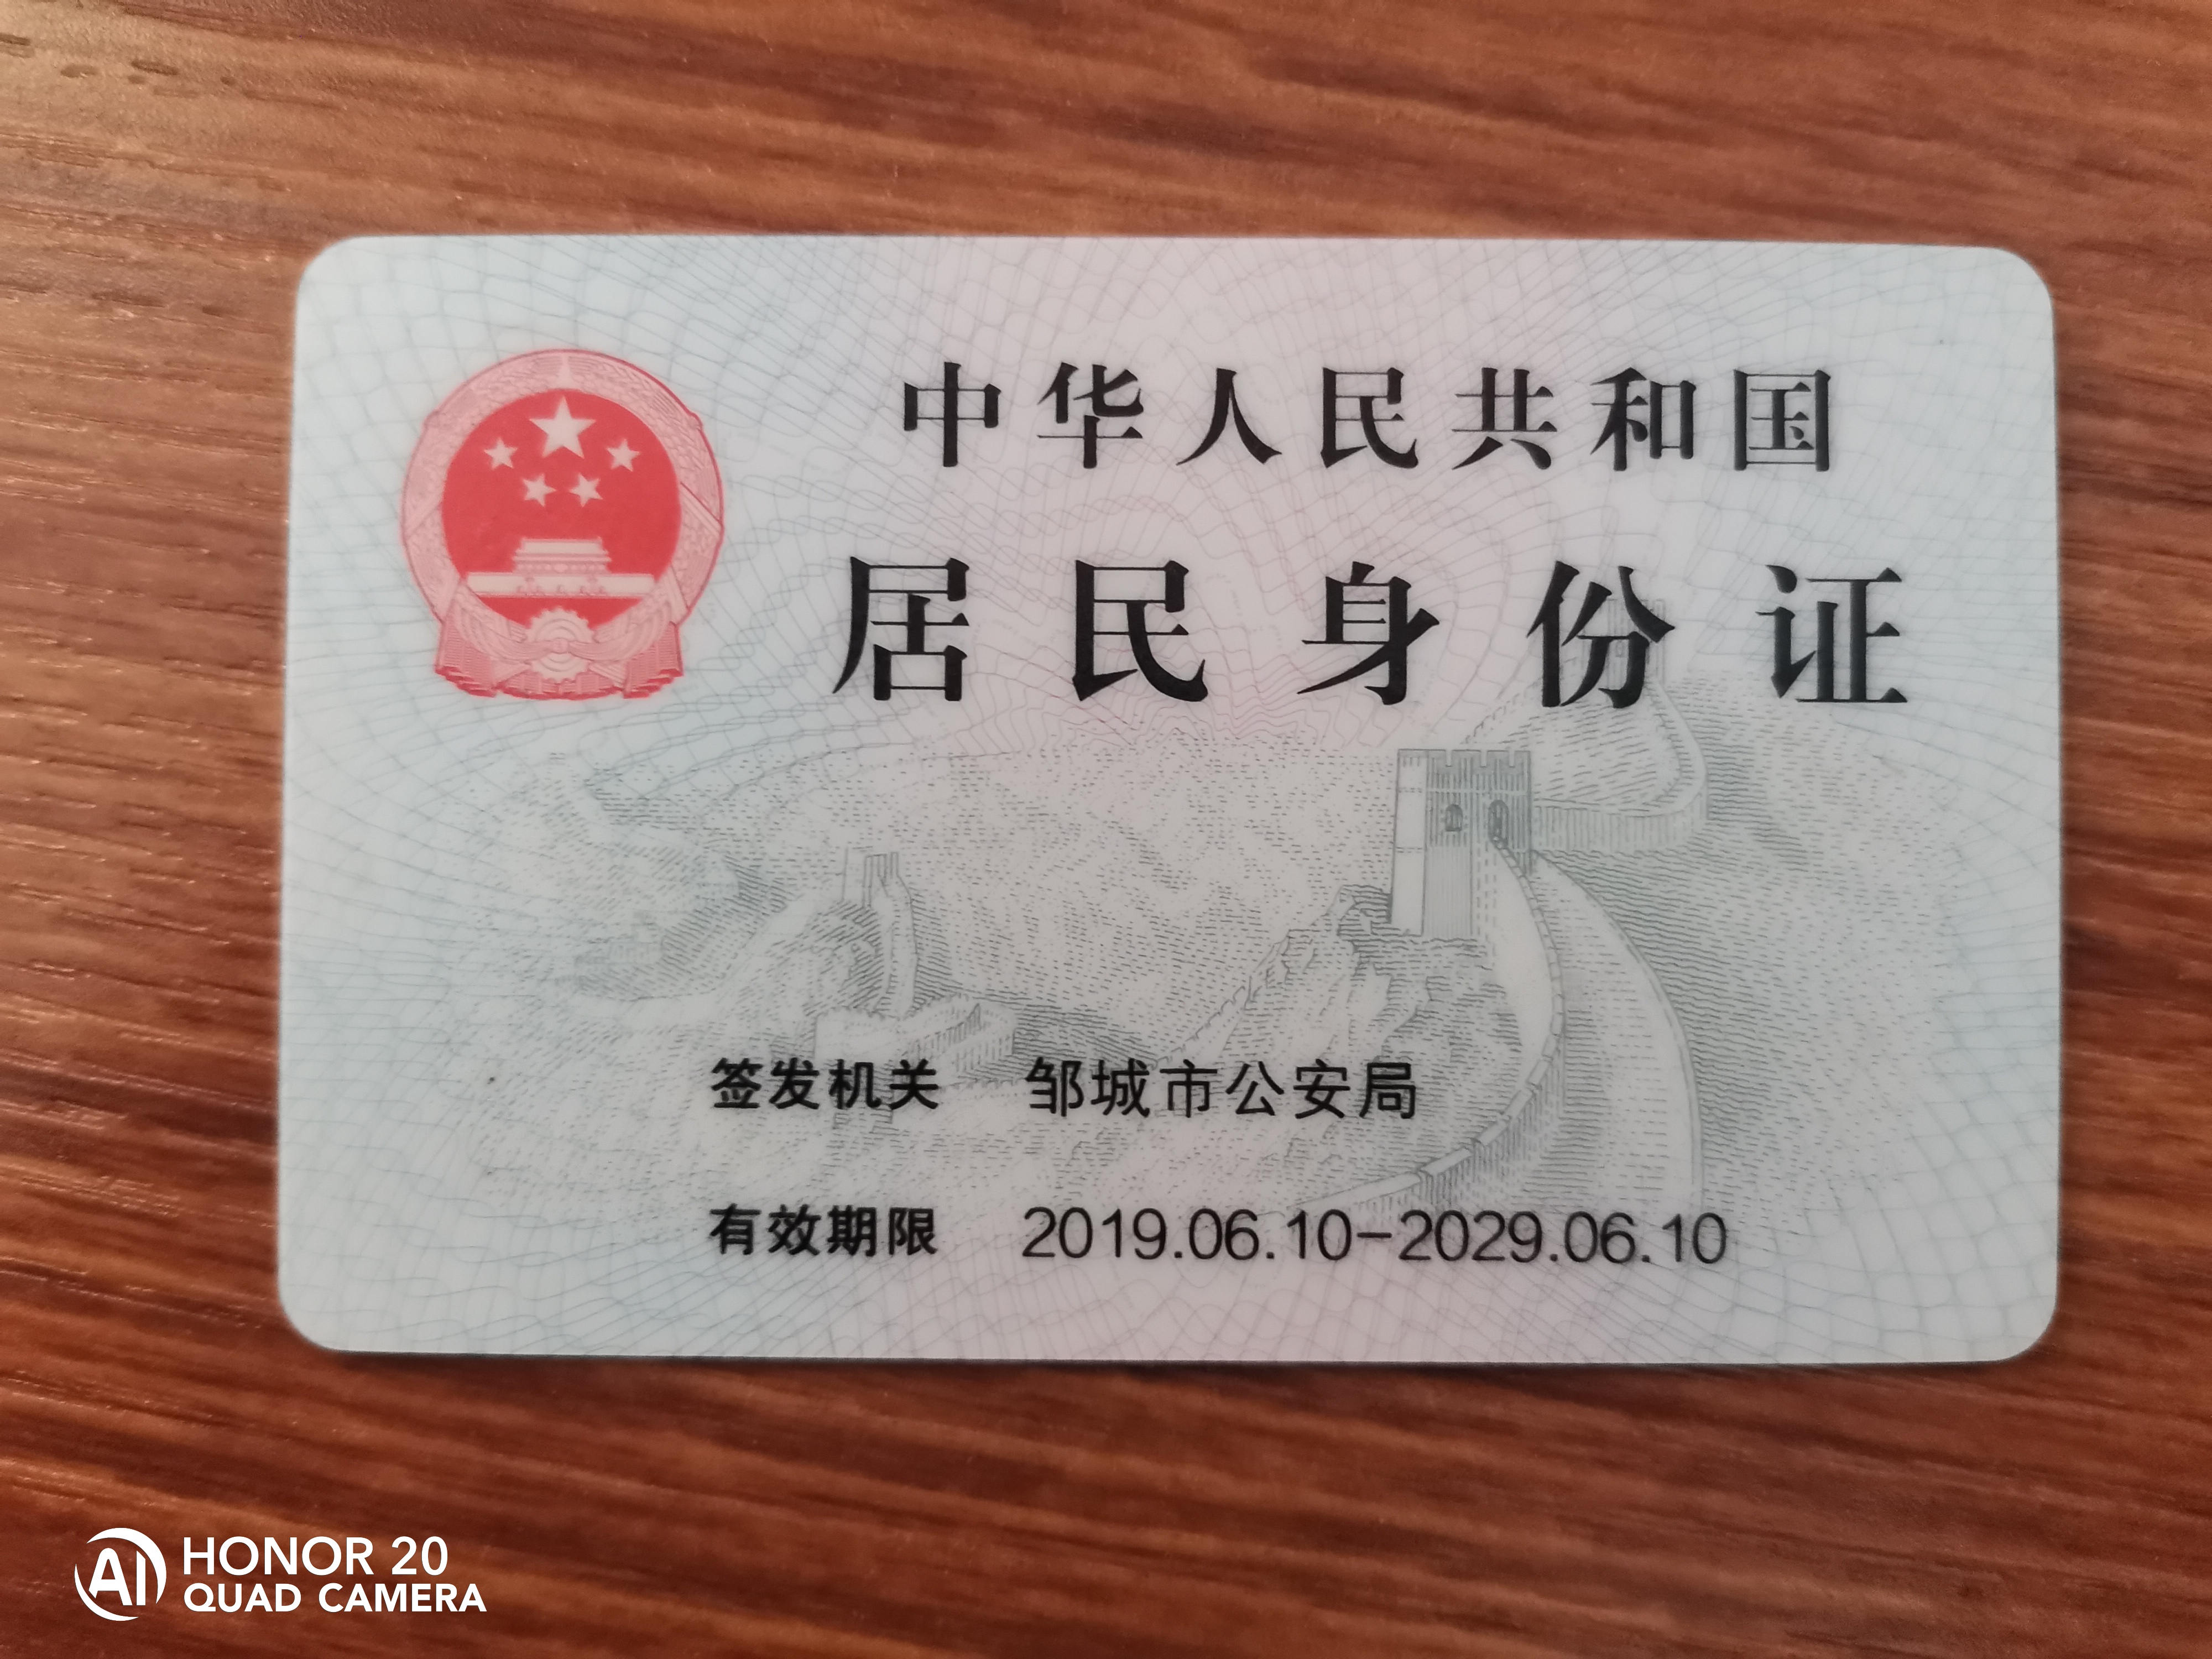 中华人民共和国
居民身份证
签发机关 邹城市公安局
有效期限 2019.06.10-2029.06.10
AI HONOR 20
QUAD CAMERA